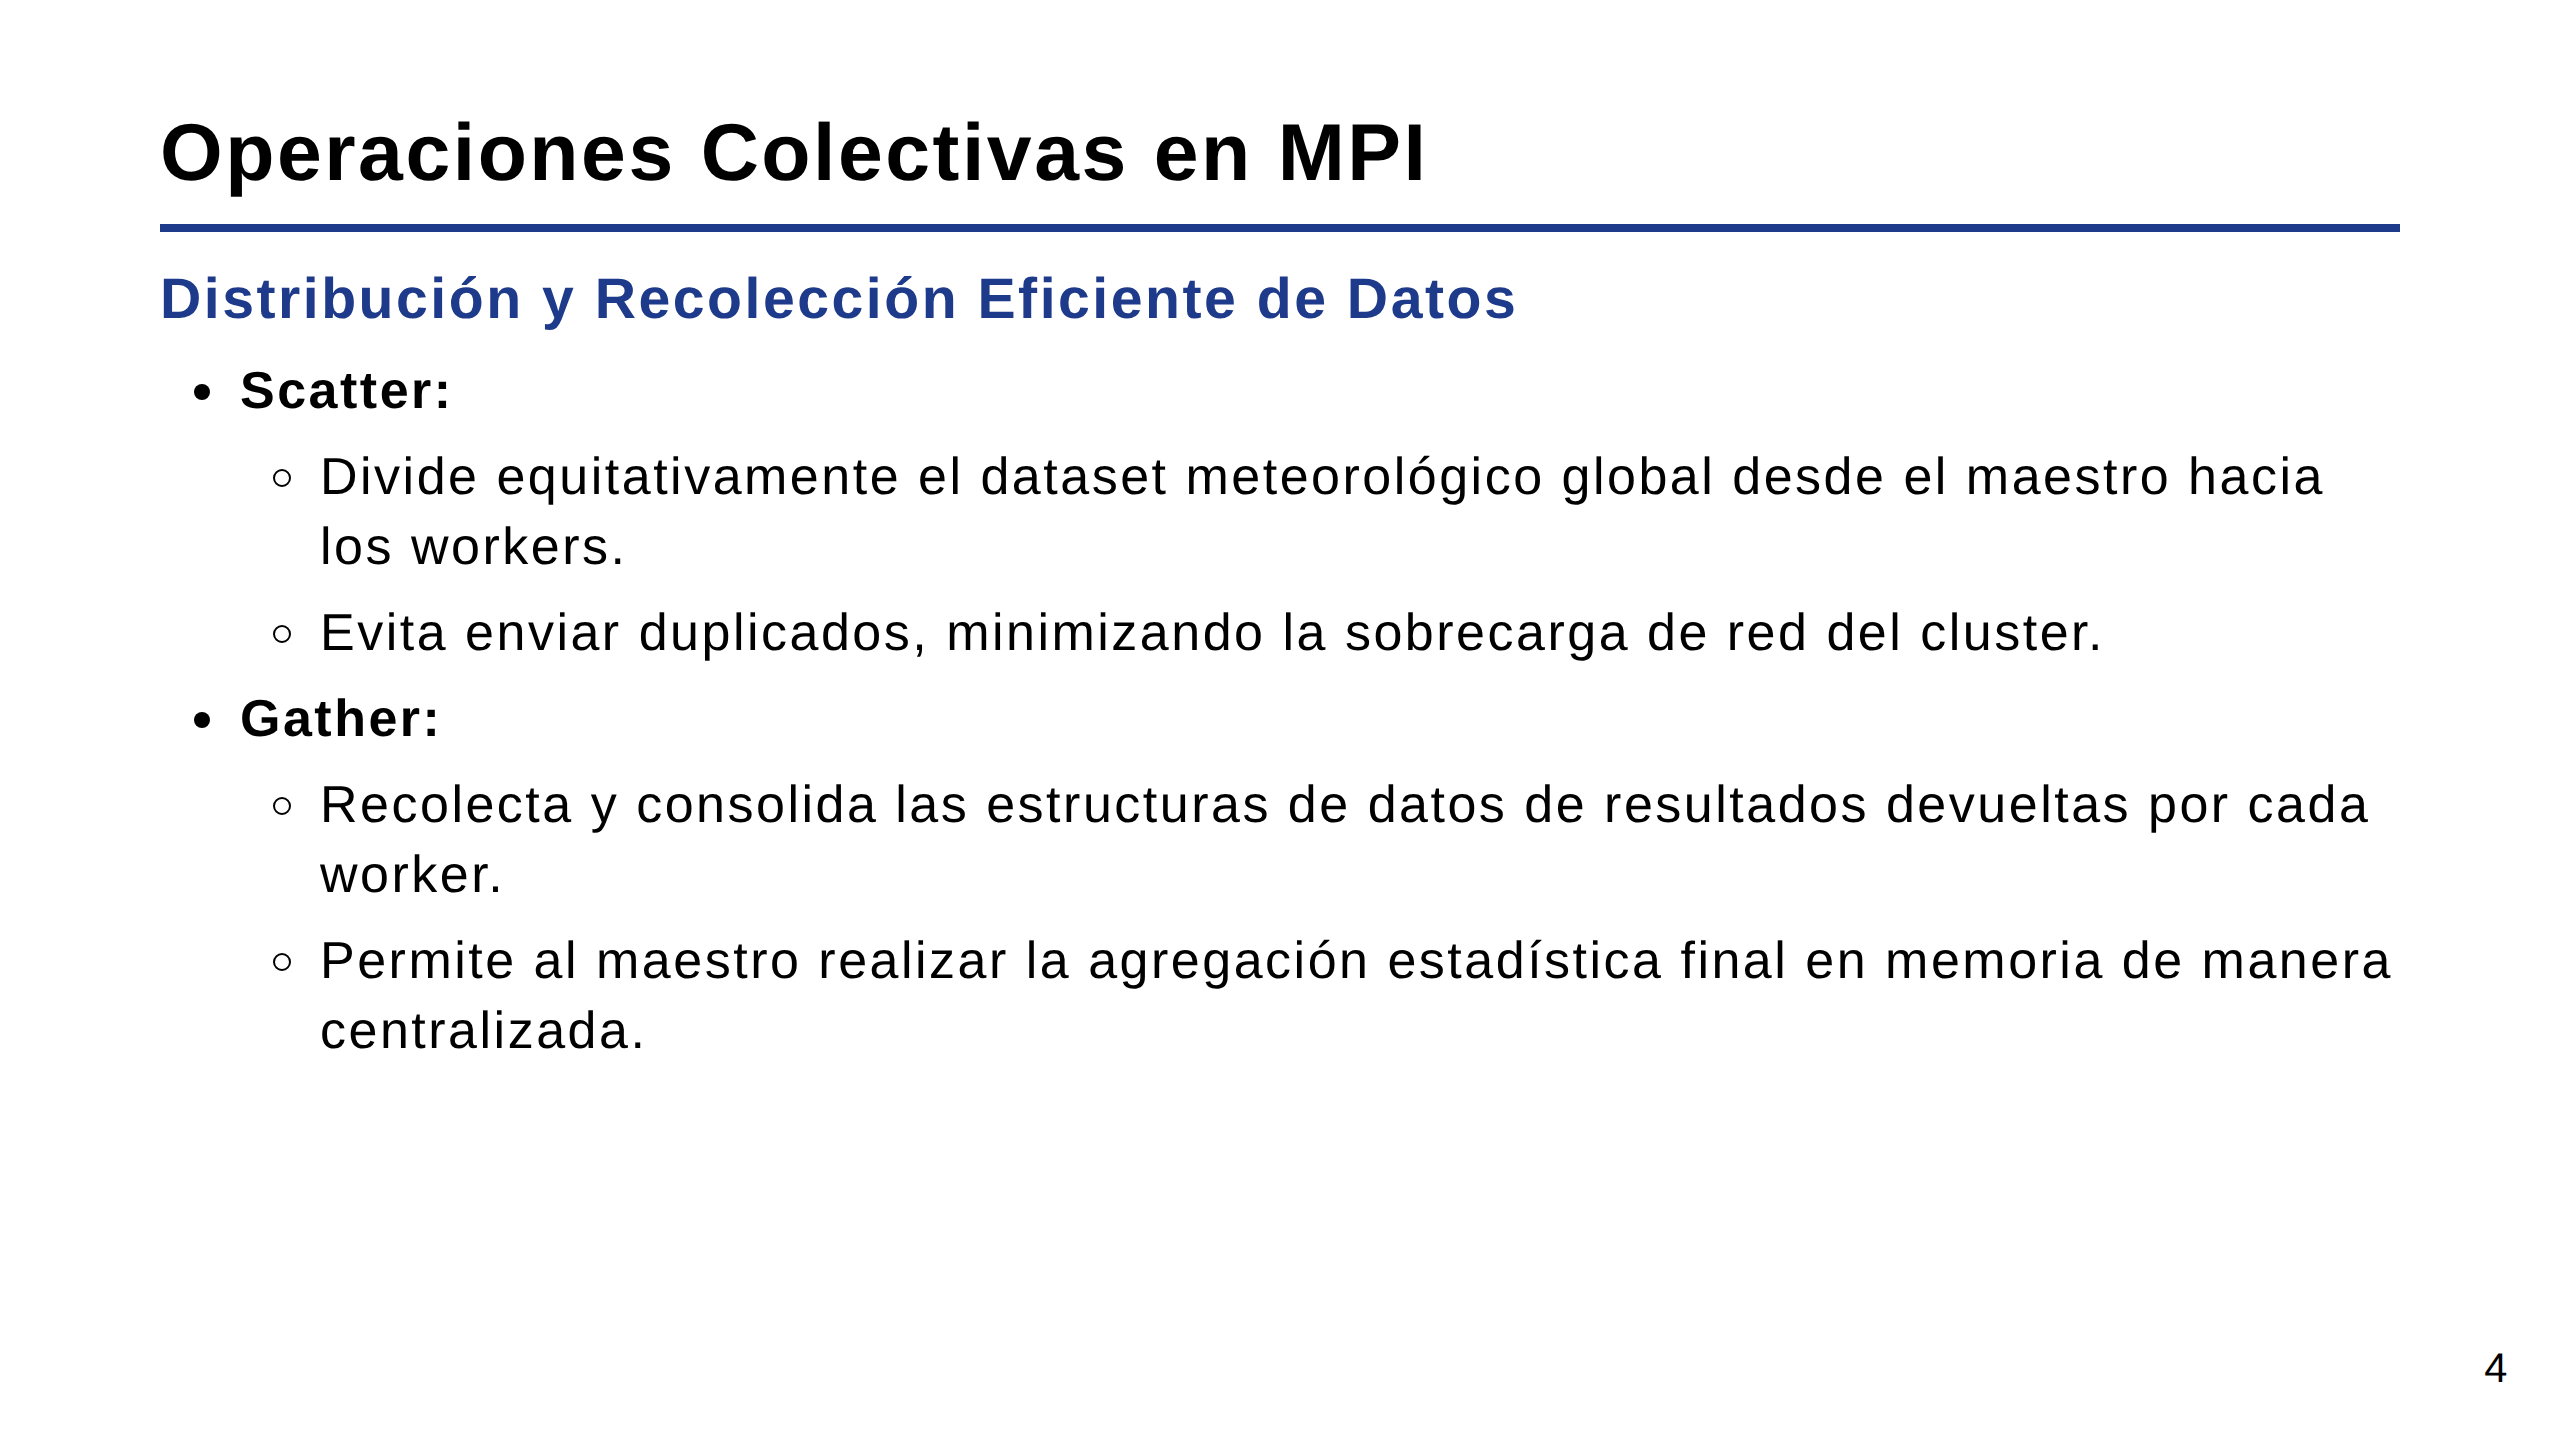 Operaciones Colectivas en MPI
Distribución y Recolección Eficiente de Datos
Scatter:
Divide equitativamente el dataset meteorológico global desde el maestro hacia
los workers.
Evita enviar duplicados, minimizando la sobrecarga de red del cluster.
Gather:
Recolecta y consolida las estructuras de datos de resultados devueltas por cada
worker.
Permite al maestro realizar la agregación estadística final en memoria de manera
centralizada.
4